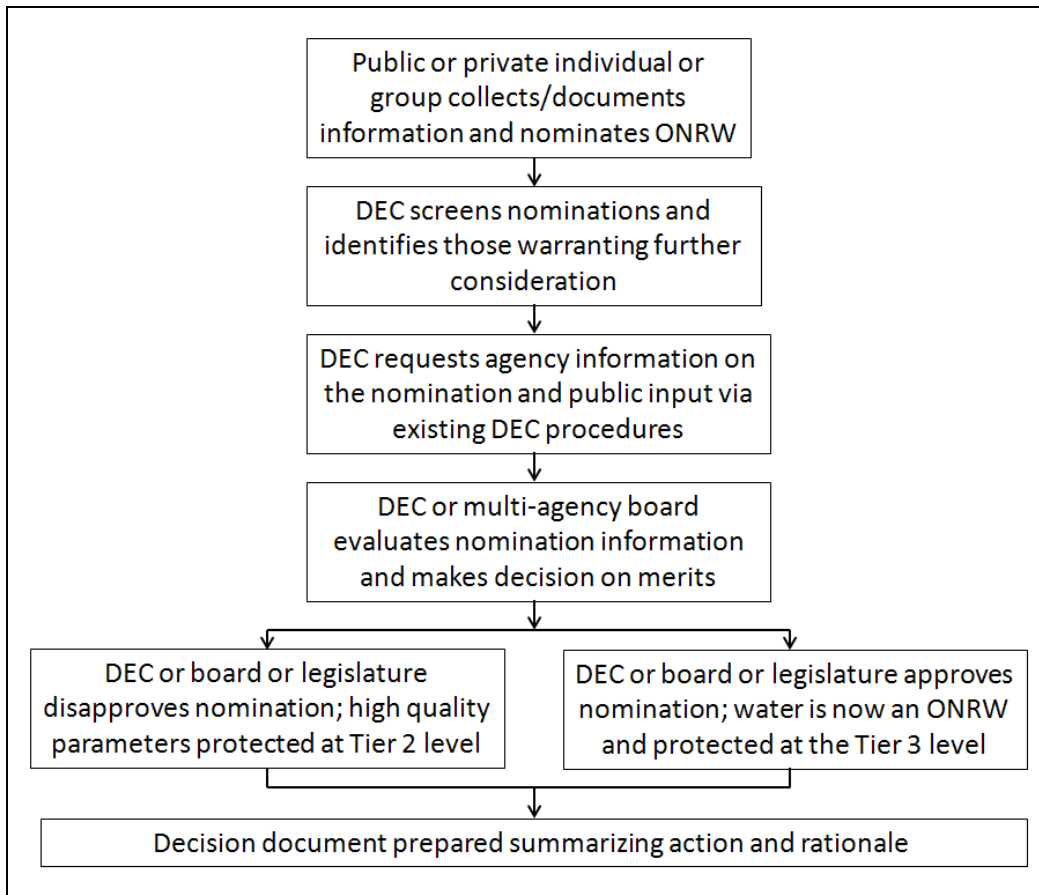 Public or private individual or
group collects/documents
information and nominates ONRW
DEC screens nominations and
identifies those warranting further
consideration
DEC requests agency information on
the nomination and public input via
existing DEC procedures
DEC or multi-agency board
evaluates nomination information
and makes decision on merits
DEC or board or legislature
disapproves nomination; high quality
parameters protected at Tier 2 level
DEC or board or legislature approves
nomination; water is now an ONRW
and protected at the Tier 3 level
Decision document prepared summarizing action and rationale